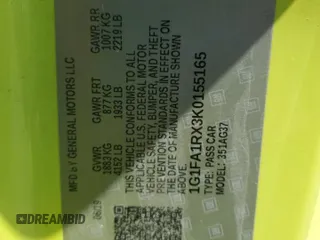 MFD BY GENERAL MOTORS LLC
GVWR GAWR FRT GAWR RR
1883 KG 877 KG 1007 KG
4152 LB 1933 LB 2219 LB
THIS VEHICLE CONFORMS TO ALL
APPLICABLE U.S. FEDERAL MOTOR
VEHICLE SAFETY, BUMPER, AND THEFT
PREVENTION STANDARDS IN EFFECT ON THE
DATE OF MANUFACTURE SHOWN
ABOVE.
1G1FA1RX3K0155165
TYPE: PASS CAR
MODEL: 351AG37
DREAMBID